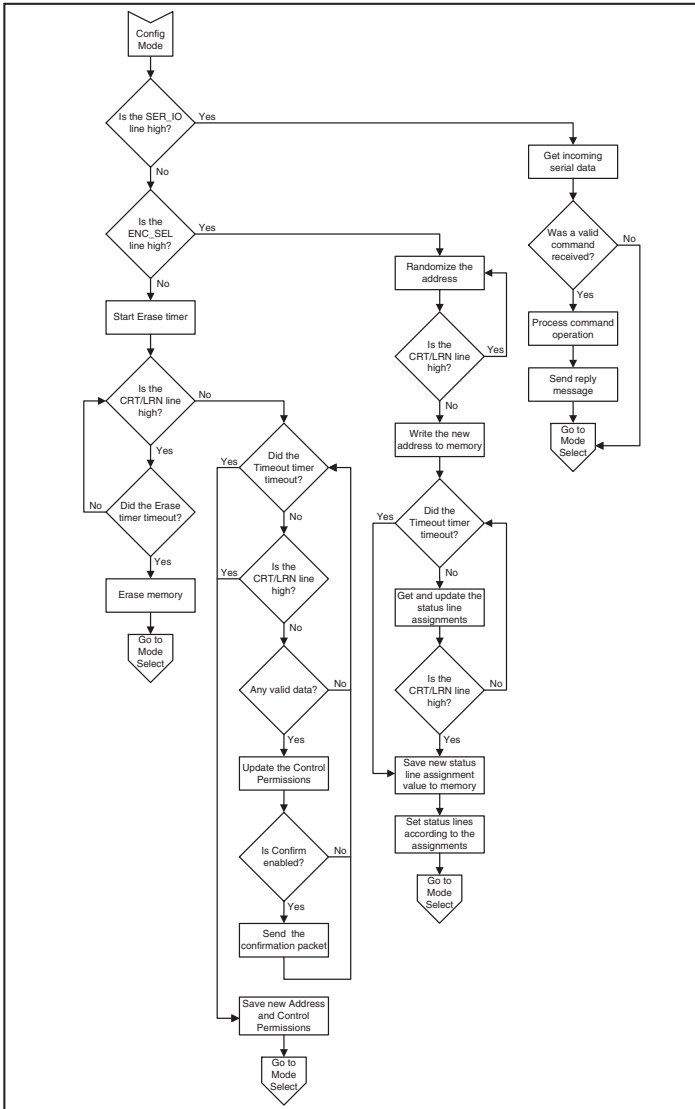 Config
Mode
Is the SER_IO
line high?
Yes
No
Get incoming
serial data
Was a valid
command
received?
No
Yes
Process command
operation
Send reply
message
Go to
Mode
Select
Is the
ENC_SEL
line high?
Yes
No
Randomize the
address
Is the
CRT/LRN line
high?
Yes
No
Write the new
address to memory
Did the
Timeout timer
timeout?
Yes
No
Get and update the
status line
assignments
Is the
CRT/LRN line
high?
No
Yes
Save new status
line assignment
value to memory
Set status lines
according to the
assignments
Go to
Mode
Select
Start Erase timer
Is the
CRT/LRN line
high?
No
Yes
Did the Erase
timer timeout?
No
Yes
Erase memory
Go to
Mode
Select
Did the
Timeout timer
timeout?
Yes
No
Is the
CRT/LRN line
high?
Yes
No
Any valid data?
No
Yes
Update the Control
Permissions
Is Confirm
enabled?
No
Yes
Send the
confirmation packet
Save new Address
and Control
Permissions
Go to
Mode
Select